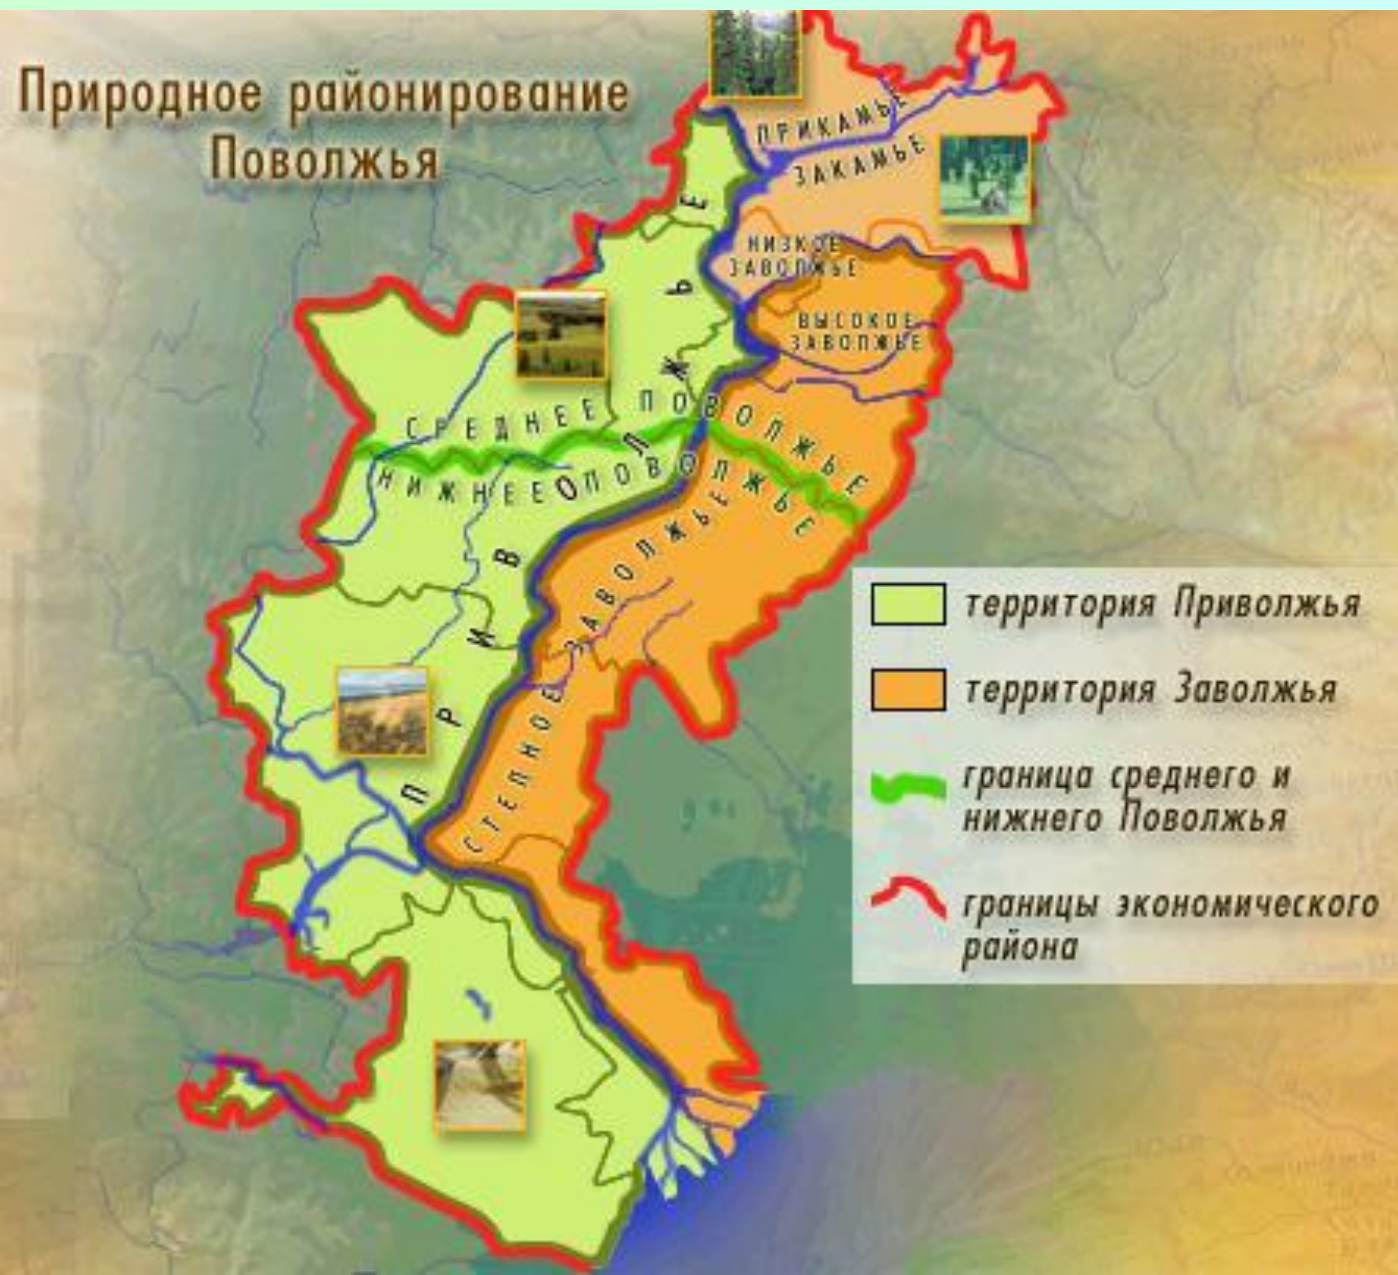 Природное районирование
Поволжья
ПРИКАМЬЕ
ЗАКАМЬЕ
НИЗКОЕ
ЗАВОЛЖЬЕ
ВЫСОКОЕ
ЗАВОЛЖЬЕ
СРЕДНЕЕ ПОВОЛЖЬЕ
НИЖНЕЕ ПОВОЛЖЬЕ
ПРИВОЛЖЬЕ
СТЕПНОЕ ЗАВОЛЖЬЕ
территория Приволжья
территория Заволжья
граница среднего и
нижнего Поволжья
границы экономического
района